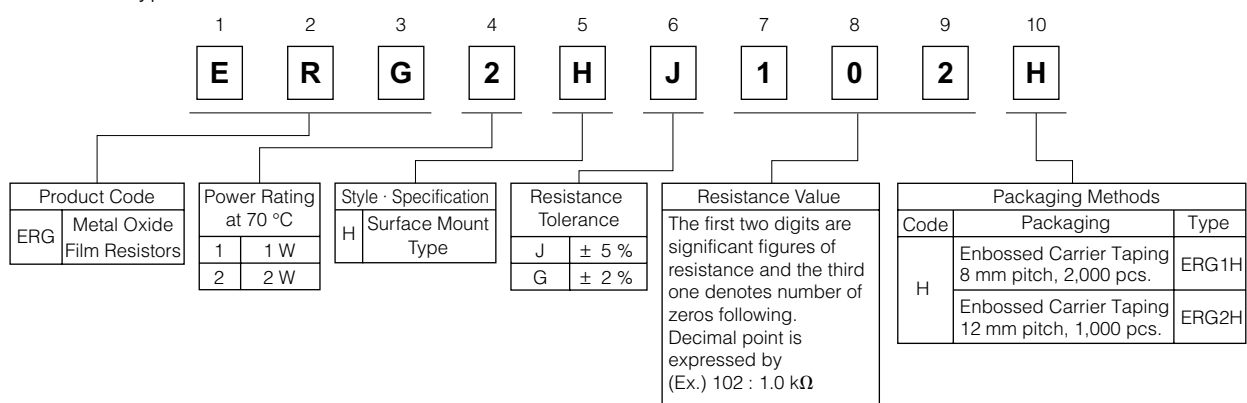 1 2 3 4 5 6 7 8 9 10
E R G 2 H J 1 0 2 H
Product Code
ERG
Metal Oxide
Film Resistors
Power Rating
at 70 °C
1 1 W
2 2 W
Style · Specification
H
Surface Mount
Type
Resistance
Tolerance
J ± 5 %
G ± 2 %
Resistance Value
The first two digits are
significant figures of
resistance and the third
one denotes number of
zeros following.
Decimal point is
expressed by
(Ex.) 102 : 1.0 kΩ
Packaging Methods
Code Packaging Type
H
Enbossed Carrier Taping
8 mm pitch, 2,000 pcs.
ERG1H
Enbossed Carrier Taping
12 mm pitch, 1,000 pcs.
ERG2H